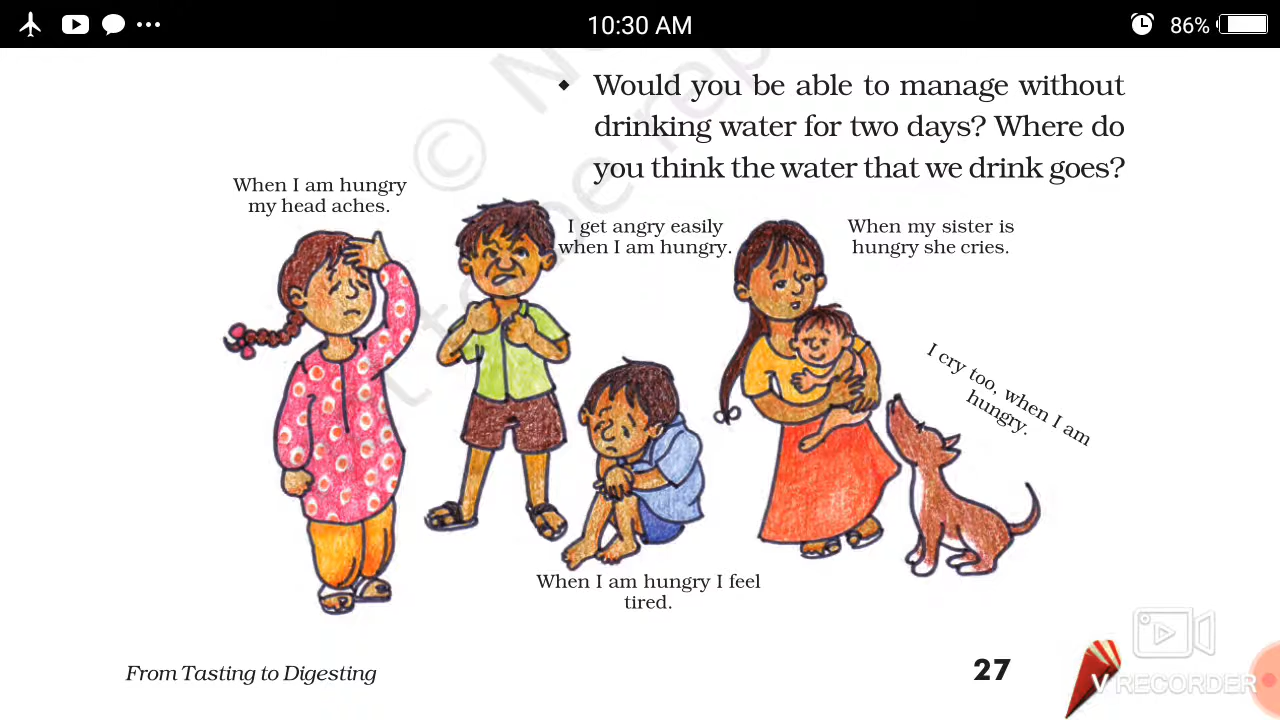 10:30 AM
86%
◆ Would you be able to manage without
drinking water for two days? Where do
you think the water that we drink goes?
When I am hungry
my head aches.
I get angry easily
when I am hungry.
When my sister is
hungry she cries.
I cry too, when I am
hungry.
When I am hungry I feel
tired.
From Tasting to Digesting
27
V RECORDER